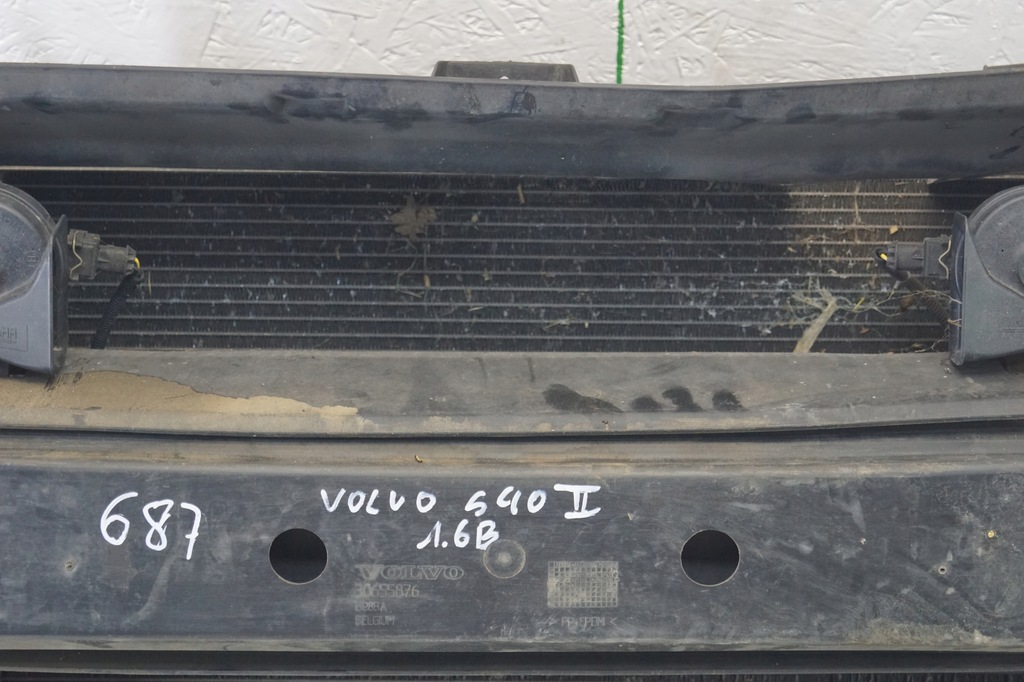 VOLVO S40 II
687
1.6B
VOLVO
30655876
BELGIUM